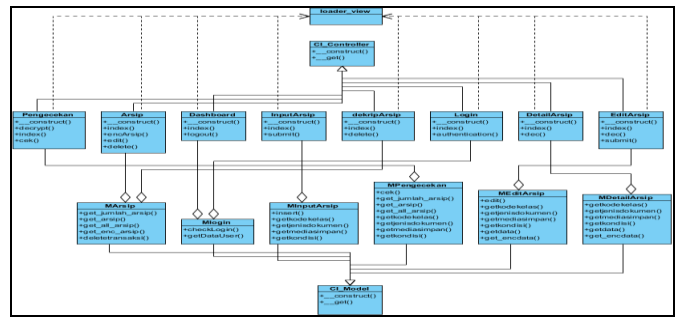 loader_view
CI_Controller
+__construct()
+__get()
Pengecekan
+__construct()
+decrypt()
+index()
+cek()
Arsip
+__construct()
+index()
+encArsip()
+edit()
+delete()
Dashboard
+__construct()
+index()
+logout()
InputArsip
+__construct()
+index()
+submit()
dekripArsip
+__construct()
+index()
+delete()
Login
+__construct()
+index()
+authentication()
DetailArsip
+__construct()
+index()
+dec()
EditArsip
+__construct()
+index()
+dec()
+submit()
MArsip
+get_jumlah_arsip()
+get_arsip()
+get_all_arsip()
+get_enc_arsip()
+deletetransaksi()
Mlogin
+checkLogin()
+getDataUser()
MInputArsip
+insert()
+getkodekelas()
+getjenisdokumen()
+getmediasimpan()
+getkondisi()
MPengecekan
+cek()
+get_jumlah_arsip()
+get_arsip()
+get_all_arsip()
+getkodekelas()
+getjenisdokumen()
+getmediasimpan()
+getkondisi()
MEditArsip
+edit()
+getkodekelas()
+getjenisdokumen()
+getmediasimpan()
+getkondisi()
+getdata()
+get_encdata()
MDetailArsip
+getkodekelas()
+getjenisdokumen()
+getmediasimpan()
+getkondisi()
+getdata()
+get_encdata()
CI_Model
+__construct()
+__get()